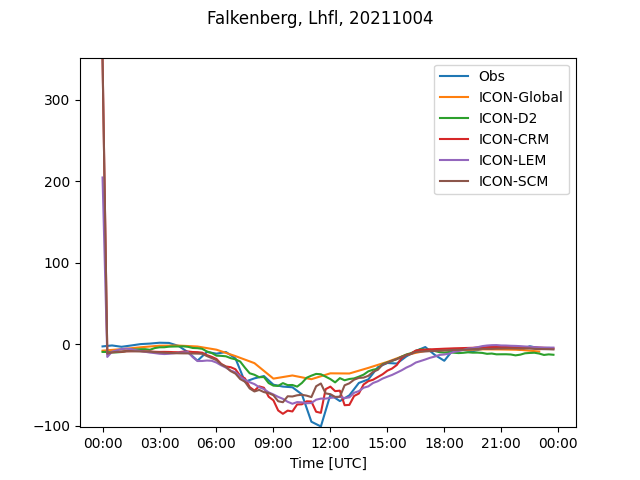 Falkenberg, Lhfl, 20211004
Obs
ICON-Global
ICON-D2
ICON-CRM
ICON-LEM
ICON-SCM
300
200
100
0
−100
00:00 03:00 06:00 09:00 12:00 15:00 18:00 21:00 00:00
Time [UTC]